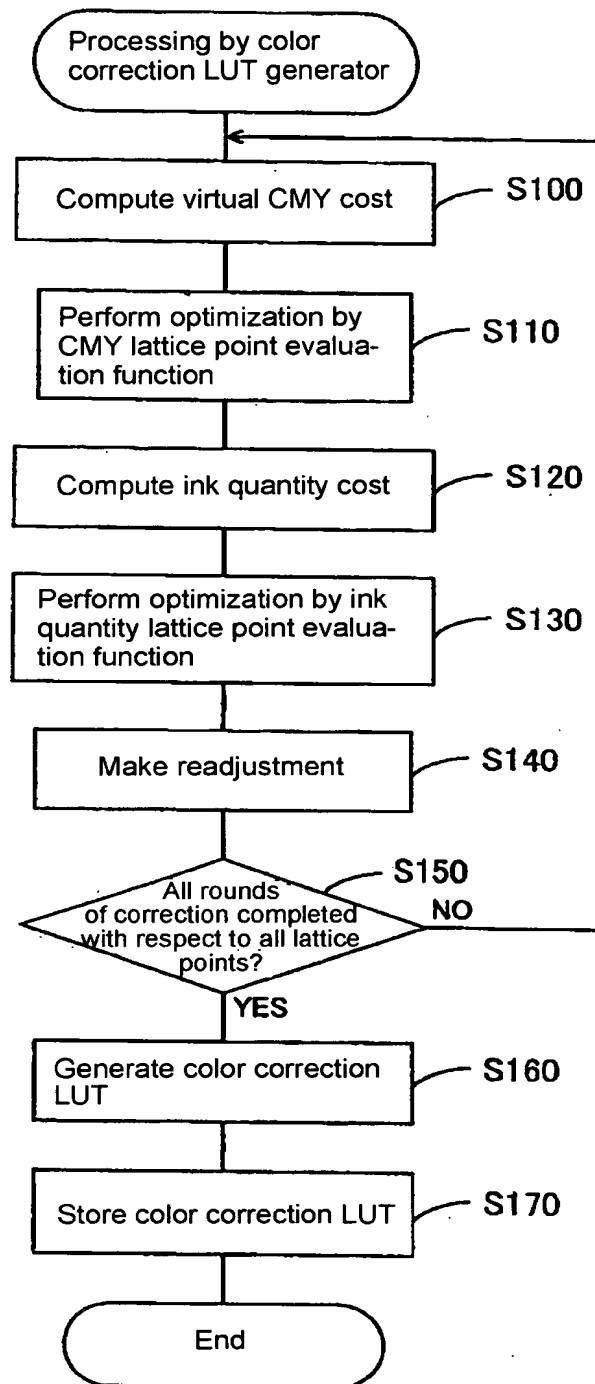 Processing by color
correction LUT generator
Compute virtual CMY cost
S100
Perform optimization by
CMY lattice point evalua-
tion function
S110
Compute ink quantity cost
S120
Perform optimization by ink
quantity lattice point evalua-
tion function
S130
Make readjustment
S140
S150
All rounds
of correction completed
with respect to all lattice
points?
NO
YES
Generate color correction
LUT
S160
Store color correction LUT
S170
End